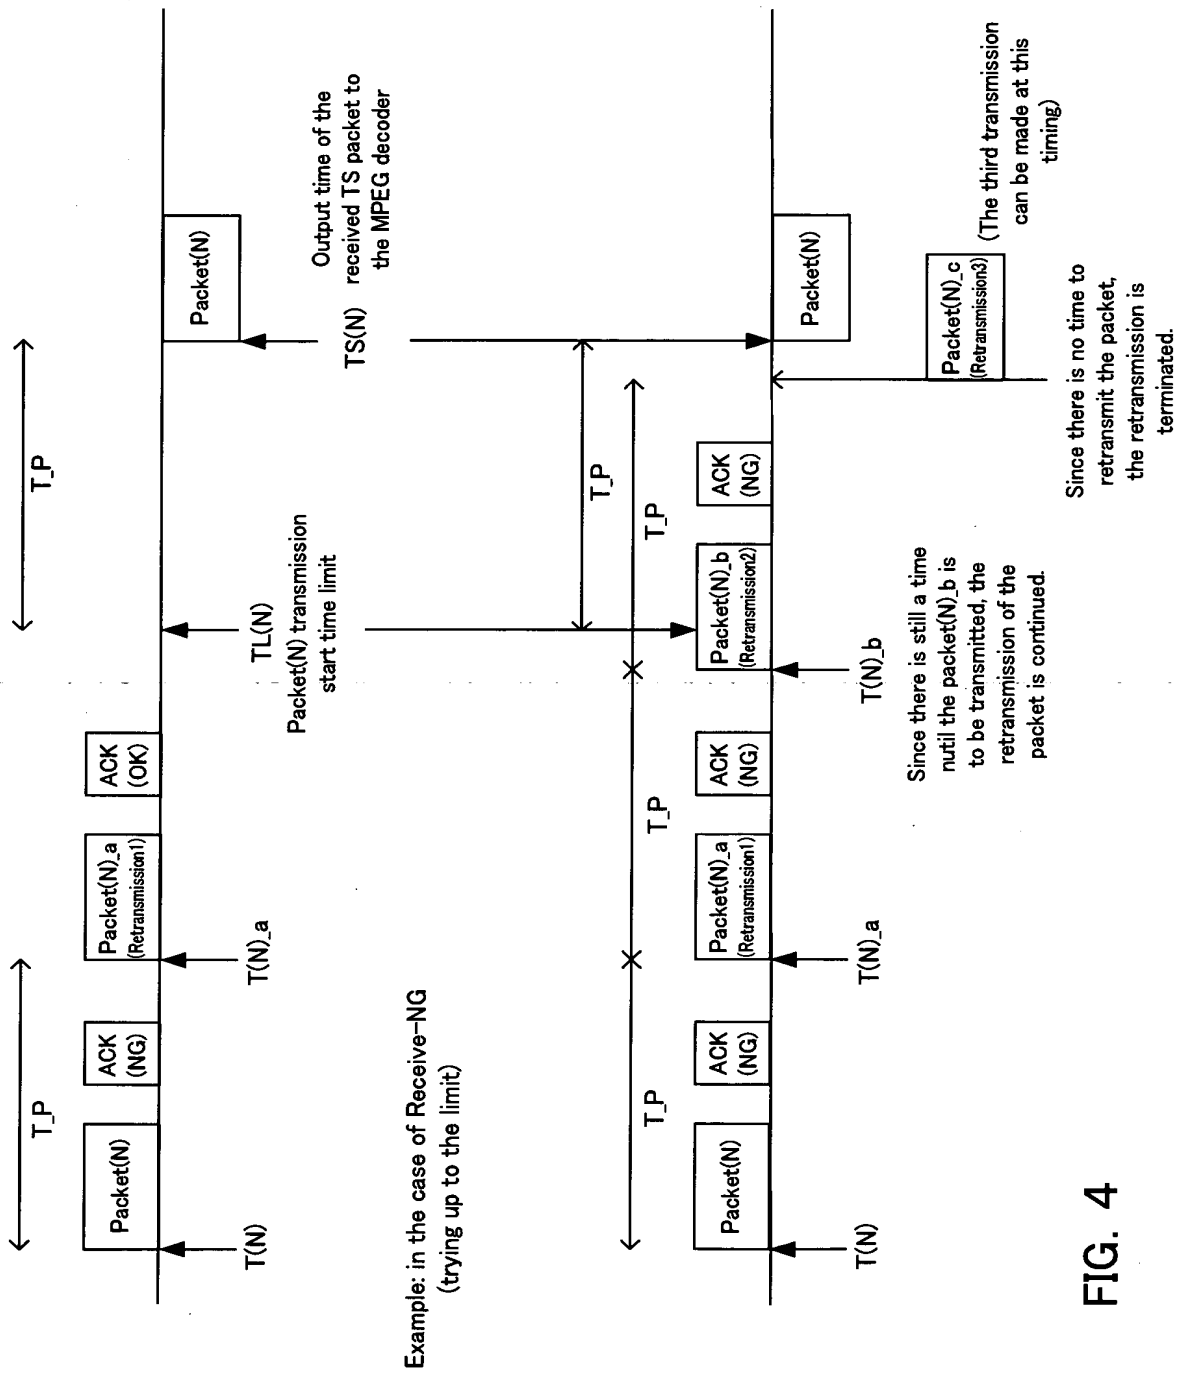 T_P
T_P
Packet(N)
ACK
(NG)
Packet(N)_a
(Retransmission1)
ACK
(OK)
Packet(N)
T(N)
T(N)_a
TL(N)
Packet(N) transmission
start time limit
TS(N)
Output time of the
received TS packet to
the MPEG decoder
Example: in the case of Receive-NG
(trying up to the limit)
T_P
T_P
T_P
T_P
Packet(N)
ACK
(NG)
Packet(N)_a
(Retransmission1)
ACK
(NG)
Packet(N)_b
(Retransmission2)
ACK
(NG)
Packet(N)
T(N)
T(N)_a
T(N)_b
Since there is still a time
nutil the packet(N)_b is
to be transmitted, the
retransmission of the
packet is continued.
Packet(N)_c
(Retransmission3)
(The third transmission
can be made at this
timing)
Since there is no time to
retransmit the packet,
the retransmission is
terminated.
FIG. 4